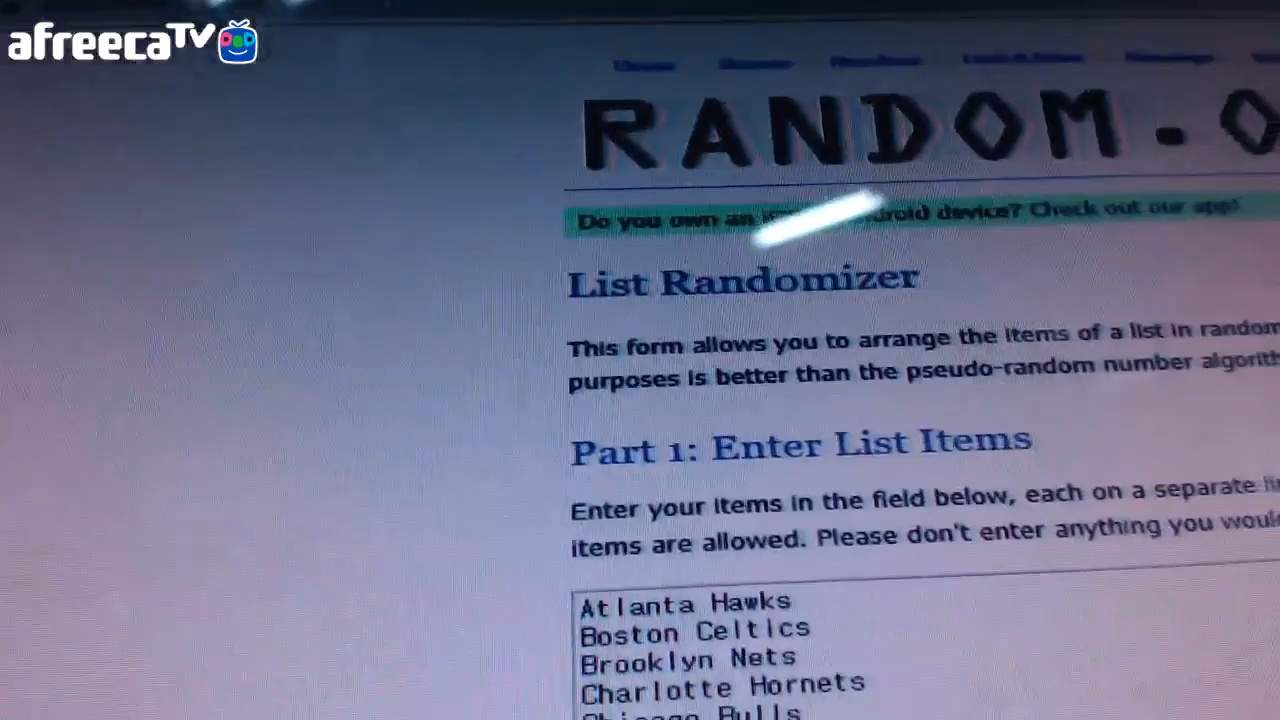 afreecaTV
RANDOM.O
Do you own an android device? Check out our app!
List Randomizer
This form allows you to arrange the items of a list in random
purposes is better than the pseudo-random number algorith
Part 1: Enter List Items
Enter your items in the field below, each on a separate li
items are allowed. Please don't enter anything you woul
Atlanta Hawks
Boston Celtics
Brooklyn Nets
Charlotte Hornets
Chicago Bulls